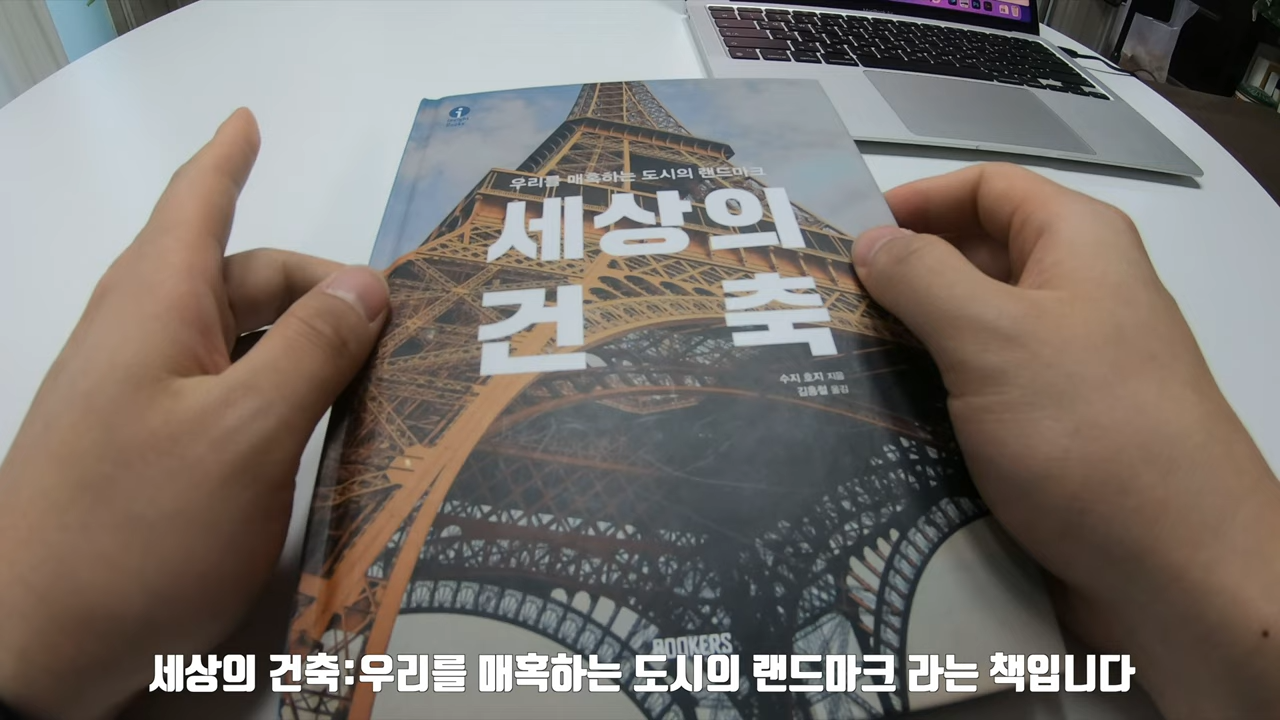 우리를 매혹하는 도시의 랜드마크
세상의
건축
수지 호지 지음
김홍렬 옮김
BOOKERS
세상의 건축:우리를 매혹하는 도시의 랜드마크 라는 책입니다